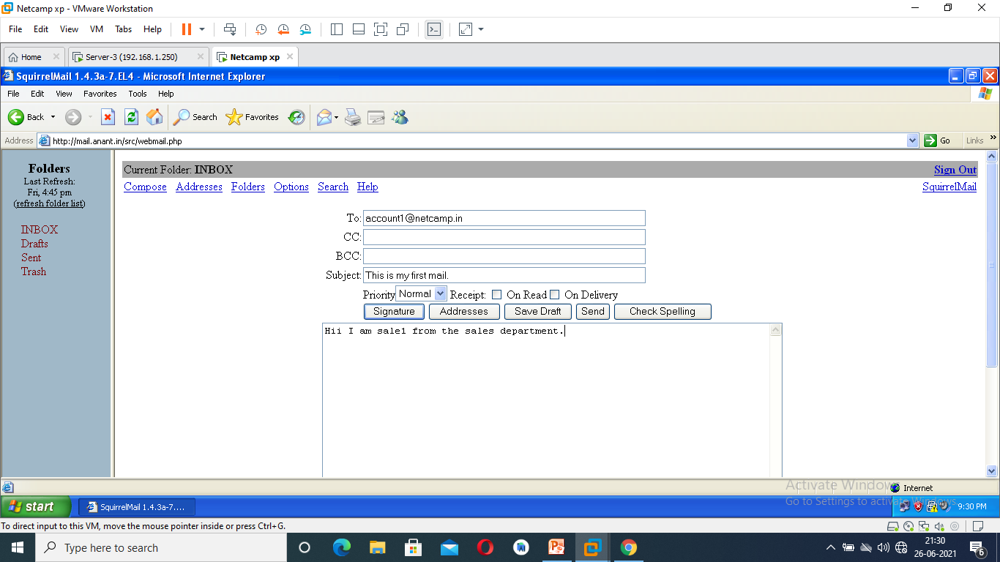 Netcamp xp - VMware Workstation
File Edit View VM Tabs Help
Home Server-3 (192.168.1.250) Netcamp xp
SquirrelMail 1.4.3a-7.EL4 - Microsoft Internet Explorer
File Edit View Favorites Tools Help
Back Search Favorites
Address http://mail.anant.in/src/webmail.php Go Links »
Folders
Last Refresh:
Fri, 4:45 pm
(refresh folder list)
INBOX
Drafts
Sent
Trash
Current Folder: INBOX Sign Out
Compose Addresses Folders Options Search Help SquirrelMail
To: account1@netcamp.in
CC:
BCC:
Subject: This is my first mail.
Priority Normal Receipt: On Read On Delivery
Signature Addresses Save Draft Send Check Spelling
Hii I am sale1 from the sales department.
Activate Windows
Go to Settings to activate Windows.
Internet
start SquirrelMail 1.4.3a-7.... 9:30 PM
To direct input to this VM, move the mouse pointer inside or press Ctrl+G.
Type here to search
21:30
26-06-2021
6